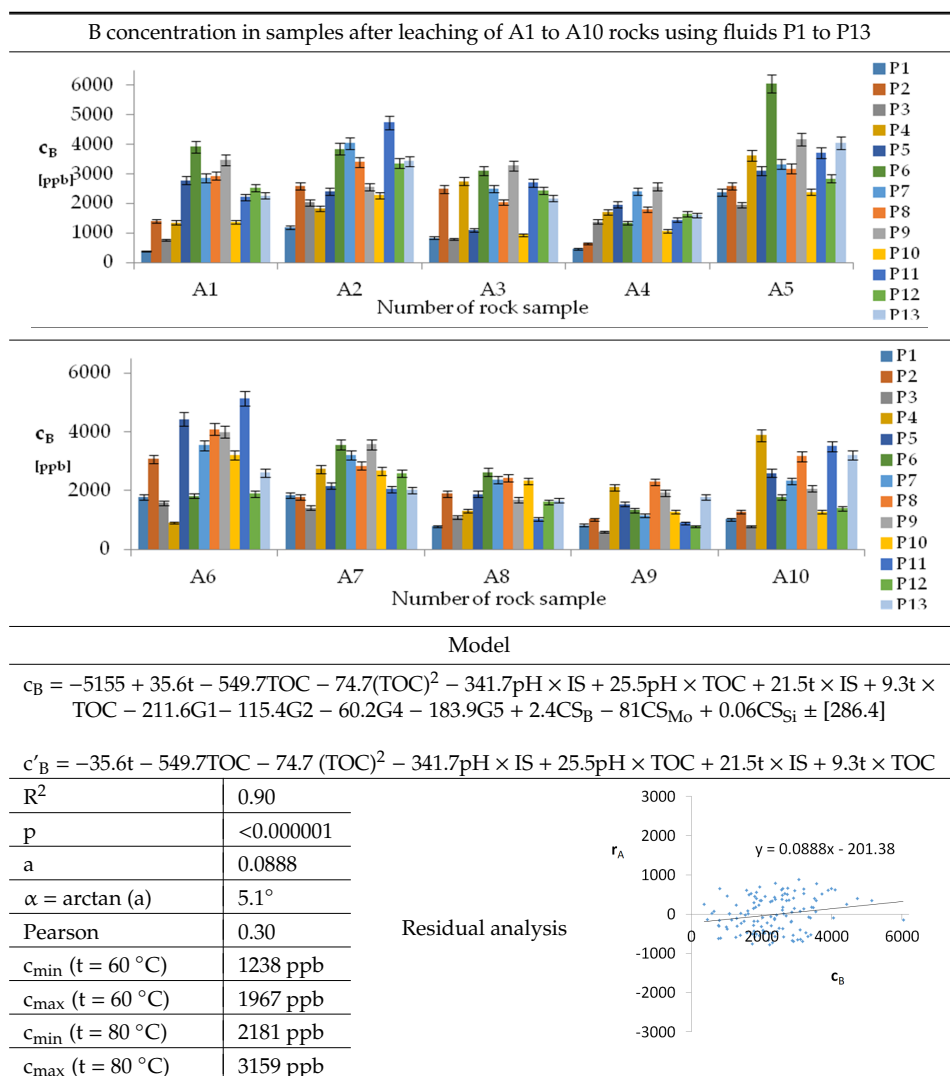 B concentration in samples after leaching of A1 to A10 rocks using fluids P1 to P13
6000
5000
4000
3000
2000
1000
0
c_B
[ppb]
A1 A2 A3 A4 A5
Number of rock sample
P1
P2
P3
P4
P5
P6
P7
P8
P9
P10
P11
P12
P13
6000
4000
2000
0
c_B
[ppb]
A6 A7 A8 A9 A10
Number of rock sample
P1
P2
P3
P4
P5
P6
P7
P8
P9
P10
P11
P12
P13
Model
c_B = −5155 + 35.6t − 549.7TOC − 74.7(TOC)² − 341.7pH × IS + 25.5pH × TOC + 21.5t × IS + 9.3t ×
TOC − 211.6G1− 115.4G2 − 60.2G4 − 183.9G5 + 2.4CS_B − 81CS_Mo + 0.06CS_Si ± [286.4]
c′_B = −35.6t − 549.7TOC − 74.7 (TOC)² − 341.7pH × IS + 25.5pH × TOC + 21.5t × IS + 9.3t × TOC
R² 0.90
p <0.000001
a 0.0888
α = arctan (a) 5.1°
Pearson 0.30
c_min (t = 60 °C) 1238 ppb
c_max (t = 60 °C) 1967 ppb
c_min (t = 80 °C) 2181 ppb
c_max (t = 80 °C) 3159 ppb
Residual analysis
3000
2000
1000
0
-1000
-2000
-3000
r_A
y = 0.0888x - 201.38
0 2000 4000 6000
c_B